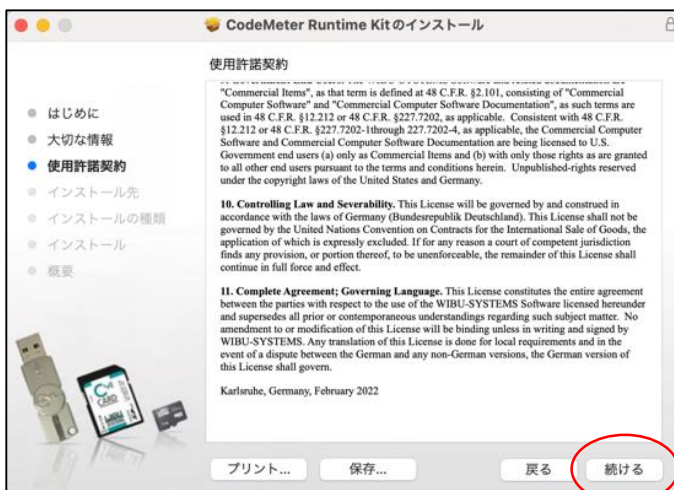 CodeMeter Runtime Kitのインストール
使用許諾契約
はじめに
大切な情報
使用許諾契約
インストール先
インストールの種類
インストール
概要
"Commercial Items", as that term is defined at 48 C.F.R. §2.101, consisting of "Commercial
Computer Software" and "Commercial Computer Software Documentation", as such terms are
used in 48 C.F.R. §12.212 or 48 C.F.R. §227.7202, as applicable.  Consistent with 48 C.F.R.
§12.212 or 48 C.F.R. §227.7202-1through 227.7202-4, as applicable, the Commercial Computer
Software and Commercial Computer Software Documentation are being licensed to U.S.
Government end users (a) only as Commercial Items and (b) with only those rights as are granted
to all other end users pursuant to the terms and conditions herein.  Unpublished-rights reserved
under the copyright laws of the United States and Germany.
10. Controlling Law and Severability. This License will be governed by and construed in
accordance with the laws of Germany (Bundesrepublik Deutschland). This License shall not be
governed by the United Nations Convention on Contracts for the International Sale of Goods, the
application of which is expressly excluded. If for any reason a court of competent jurisdiction
finds any provision, or portion thereof, to be unenforceable, the remainder of this License shall
continue in full force and effect.
11. Complete Agreement; Governing Language. This License constitutes the entire agreement
between the parties with respect to the use of the WIBU-SYSTEMS Software licensed hereunder
and supersedes all prior or contemporaneous understandings regarding such subject matter.  No
amendment to or modification of this License will be binding unless in writing and signed by
WIBU-SYSTEMS. Any translation of this License is done for local requirements and in the
event of a dispute between the German and any non-German versions, the German version of
this License shall govern.
Karlsruhe, Germany, February 2022
CARD
プリント...
保存...
戻る
続ける